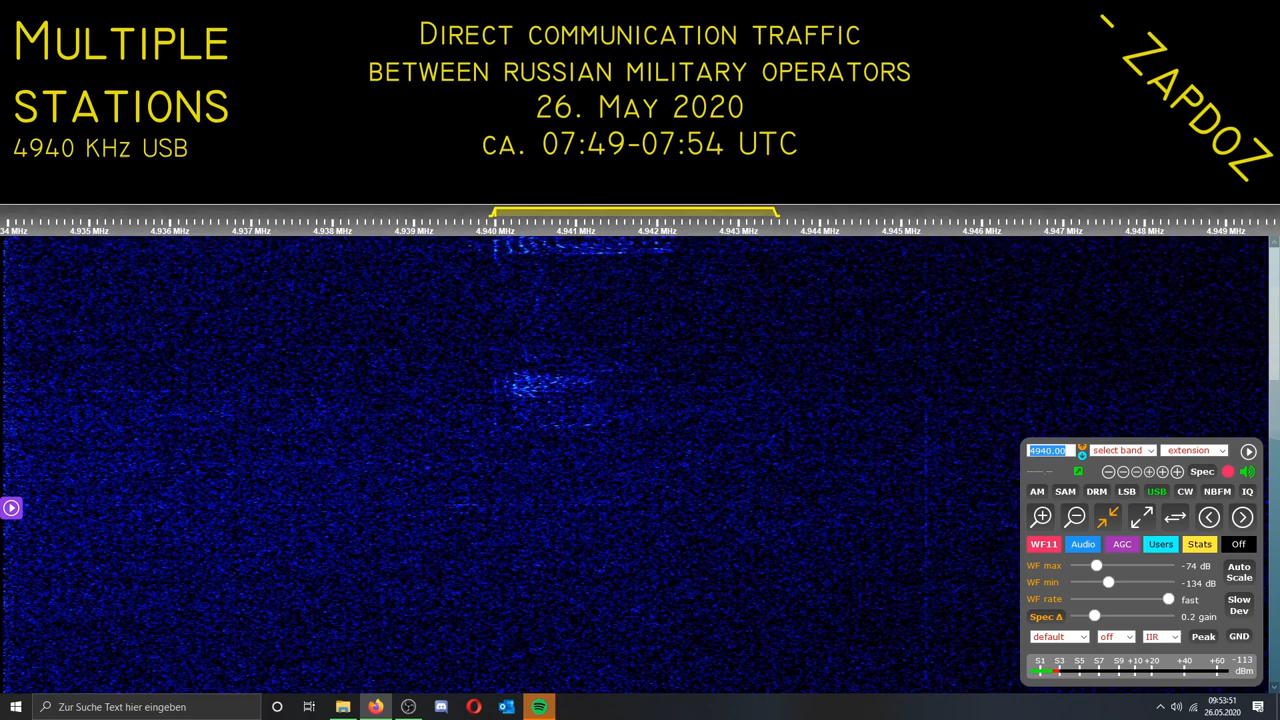 MULTIPLE
STATIONS
4940 KHZ USB
DIRECT COMMUNICATION TRAFFIC
BETWEEN RUSSIAN MILITARY OPERATORS
26. MAY 2020
CA. 07:49-07:54 UTC
- ZAPDOZ
34 MHz 4.935 MHz 4.936 MHz 4.937 MHz 4.938 MHz 4.939 MHz 4.940 MHz 4.941 MHz 4.942 MHz 4.943 MHz 4.944 MHz 4.945 MHz 4.946 MHz 4.947 MHz 4.948 MHz 4.949 MHz
4940.00 select band extension
Spec
AM SAM DRM LSB USB CW NBFM IQ
WF11 Audio AGC Users Stats Off
WF max -74 dB Auto Scale
WF min -134 dB
WF rate fast Slow Dev
Spec Δ 0.2 gain
default off IIR Peak GND
S1 S3 S5 S7 S9 +10 +20 +40 +60 -113 dBm
Zur Suche Text hier eingeben
09:53:51
26.05.2020